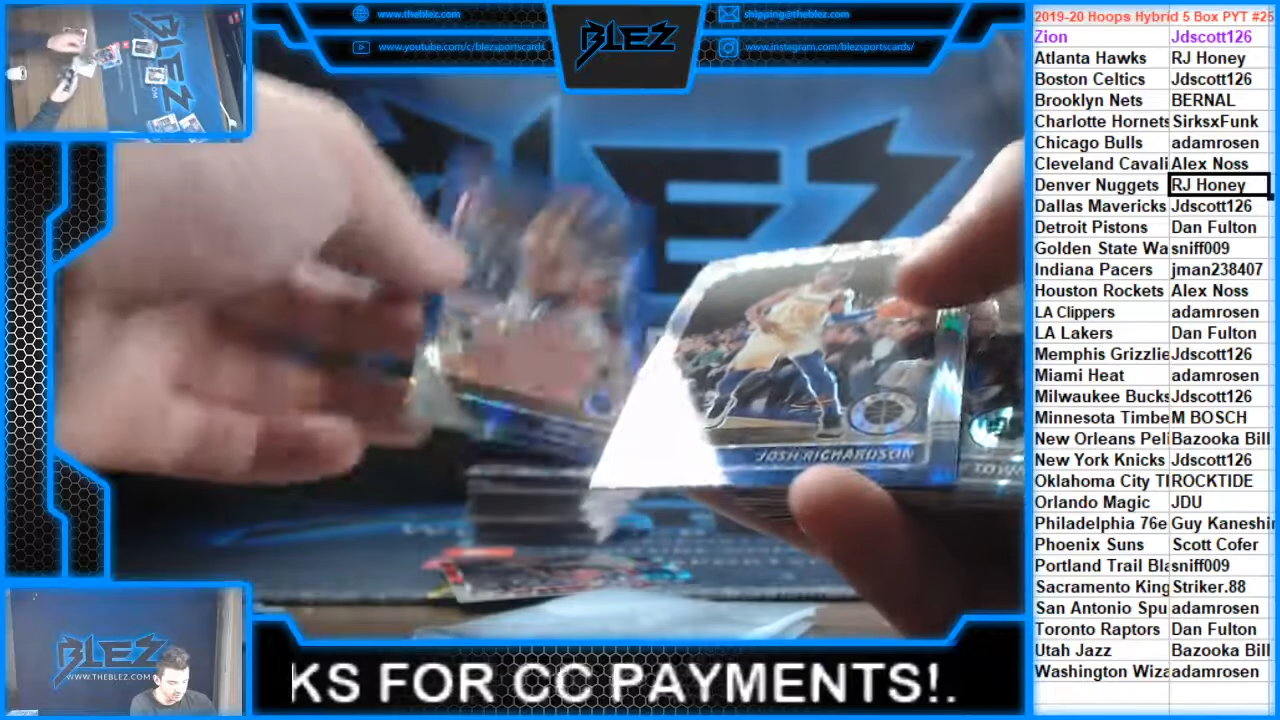 www.theblez.com
www.youtube.com/c/blezsportscards
BLEZ
shipping@theblez.com
www.instagram.com/blezsportscards/
2019-20 Hoops Hybrid 5 Box PYT #25
Zion Jdscott126
Atlanta Hawks RJ Honey
Boston Celtics Jdscott126
Brooklyn Nets BERNAL
Charlotte Hornets SirksxFunk
Chicago Bulls adamrosen
Cleveland Cavali Alex Noss
Denver Nuggets RJ Honey
Dallas Mavericks Jdscott126
Detroit Pistons Dan Fulton
Golden State Wa sniff009
Indiana Pacers jman238407
Houston Rockets Alex Noss
LA Clippers adamrosen
LA Lakers Dan Fulton
Memphis Grizzlie Jdscott126
Miami Heat adamrosen
Milwaukee Bucks Jdscott126
Minnesota Timbe M BOSCH
New Orleans Peli Bazooka Bill
New York Knicks Jdscott126
Oklahoma City Tl ROCKTIDE
Orlando Magic JDU
Philadelphia 76e Guy Kaneshir
Phoenix Suns Scott Cofer
Portland Trail Bla sniff009
Sacramento King Striker.88
San Antonio Spu adamrosen
Toronto Raptors Dan Fulton
Utah Jazz Bazooka Bill
Washington Wiza adamrosen
JOSH RICHARDSON
TOWN
BLEZ
WWW.THEBLEZ.COM
KS FOR CC PAYMENTS!.